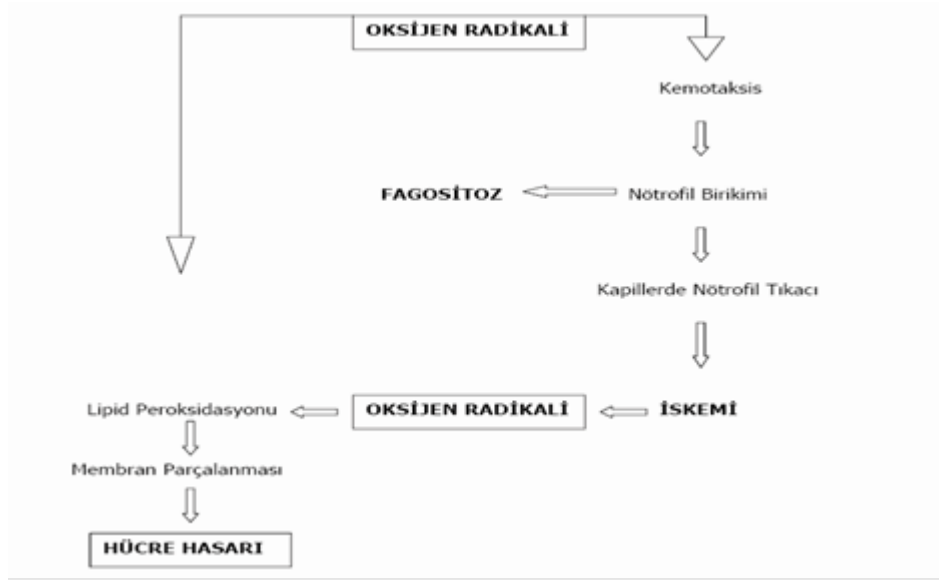 OKSİJEN RADİKALİ
Kemotaksis
FAGOSİTOZ
Nötrofil Birikimi
Kapillerde Nötrofil Tıkacı
Lipid Peroksidasyonu
OKSİJEN RADİKALİ
İSKEMİ
Membran Parçalanması
HÜCRE HASARI